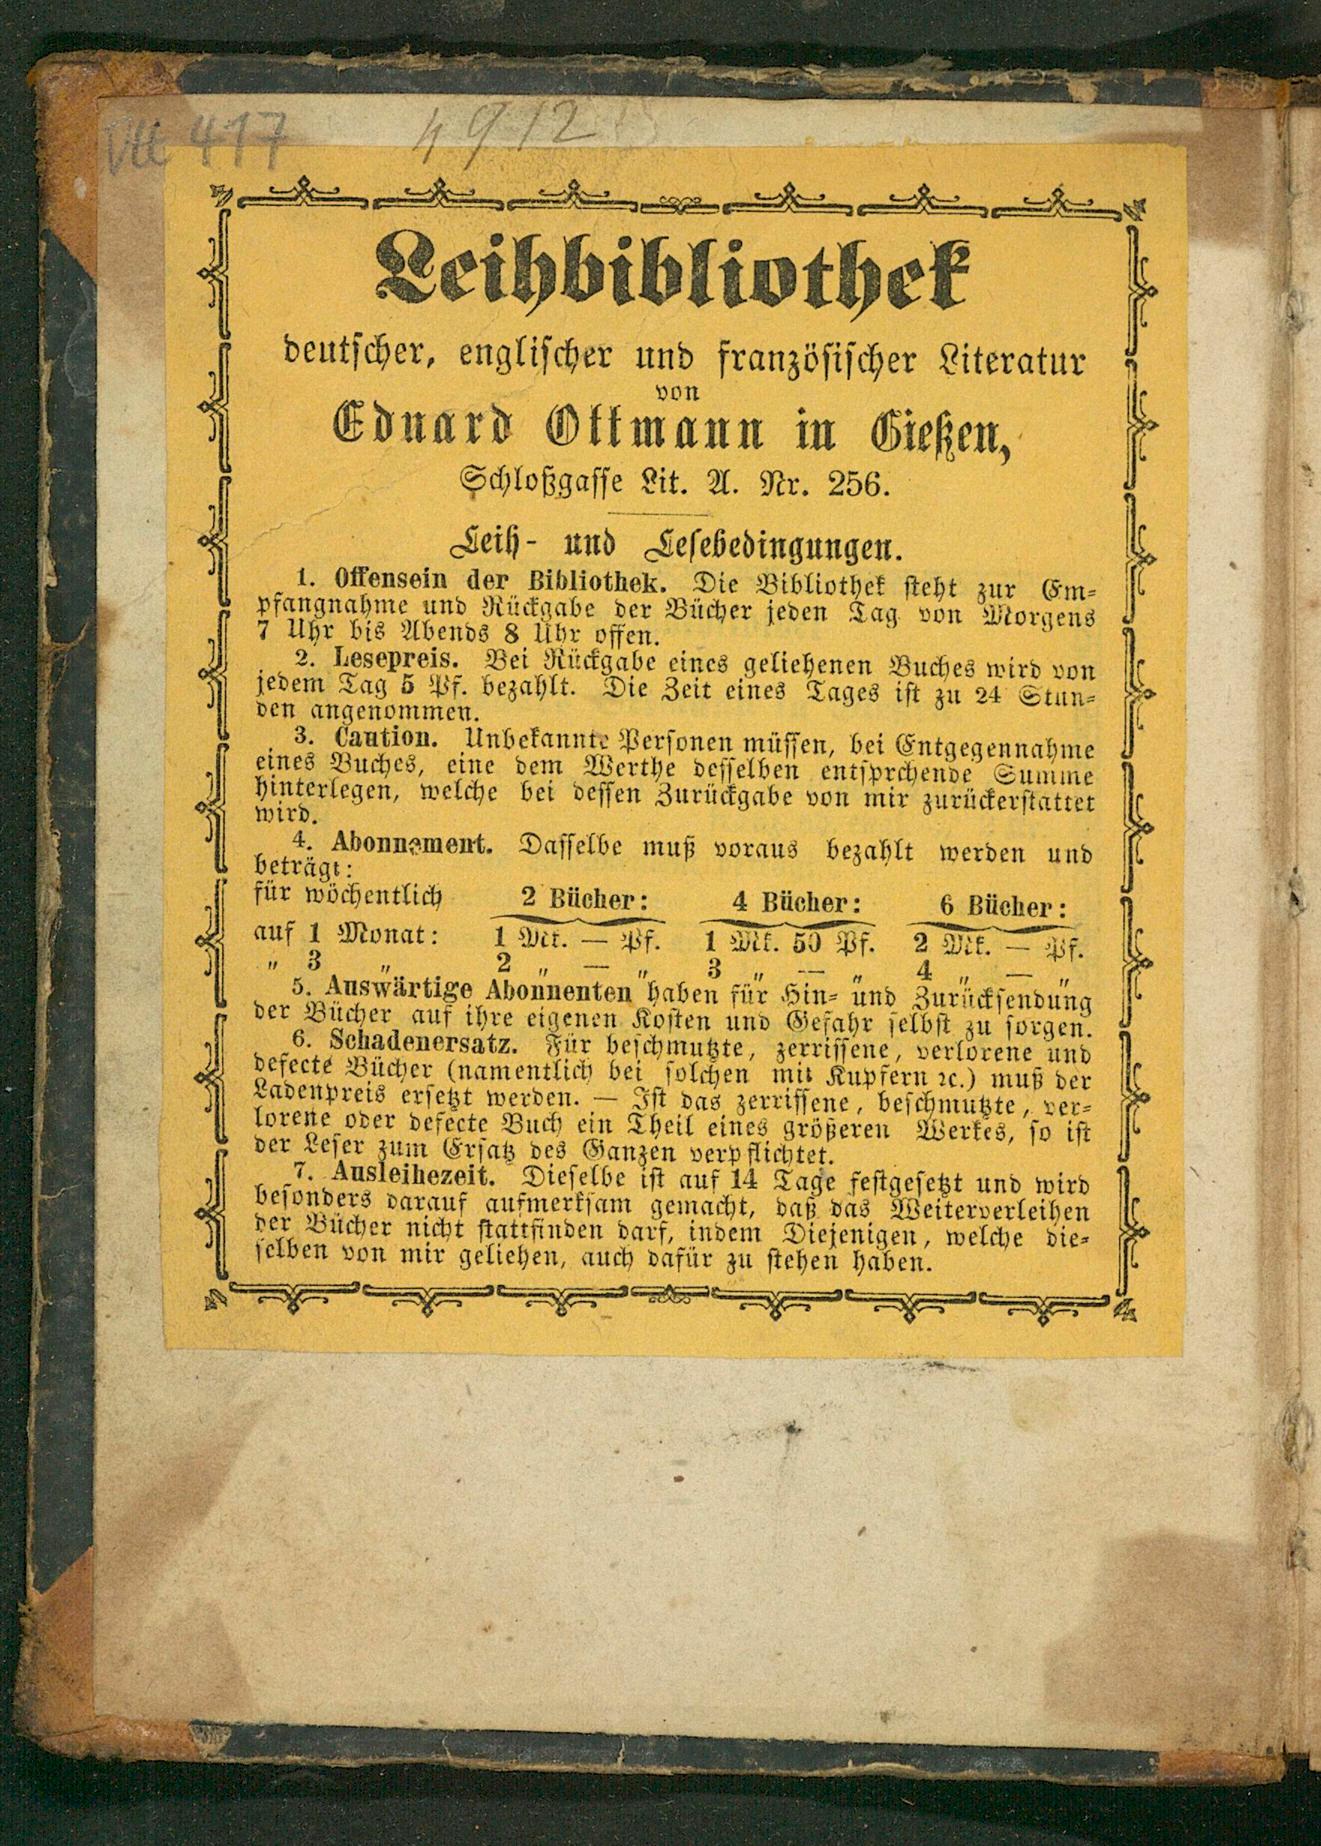 VII 417 4912
Leihbibliothek
deutscher, englischer und französischer Literatur
von
Eduard Ottmann in Gießen,
Schloßgasse Lit. A. Nr. 256.
Leih- und Lesebedingungen.
1. Offensein der Bibliothek. Die Bibliothek steht zur Em-
pfangnahme und Rückgabe der Bücher jeden Tag von Morgens
7 Uhr bis Abends 8 Uhr offen.
2. Lesepreis. Bei Rückgabe eines geliehenen Buches wird von
jedem Tag 5 Pf. bezahlt. Die Zeit eines Tages ist zu 24 Stun-
den angenommen.
3. Caution. Unbekannte Personen müssen, bei Entgegennahme
eines Buches, eine dem Werthe desselben entsprchende Summe
hinterlegen, welche bei dessen Zurückgabe von mir zurückerstattet
wird.
4. Abonnement. Dasselbe muß voraus bezahlt werden und
beträgt:
für wöchentlich 2 Bücher: 4 Bücher: 6 Bücher:
auf 1 Monat: 1 Mk. — Pf. 1 Mk. 50 Pf. 2 Mk. — Pf.
„ 3 „ 2 „ — „ 3 „ — „ 4 „ — „
5. Auswärtige Abonnenten haben für Hin- und Zurücksendung
der Bücher auf ihre eigenen Kosten und Gefahr selbst zu sorgen.
6. Schadenersatz. Für beschmutzte, zerrissene, verlorene und
defecte Bücher (namentlich bei solchen mit Kupfern ꝛc.) muß der
Ladenpreis ersetzt werden. — Ist das zerrissene, beschmutzte, ver-
lorene oder defecte Buch ein Theil eines größeren Werkes, so ist
der Leser zum Ersatz des Ganzen verpflichtet.
7. Ausleihezeit. Dieselbe ist auf 14 Tage festgesetzt und wird
besonders darauf aufmerksam gemacht, daß das Weiterverleihen
der Bücher nicht stattfinden darf, indem Diejenigen, welche die-
selben von mir geliehen, auch dafür zu stehen haben.